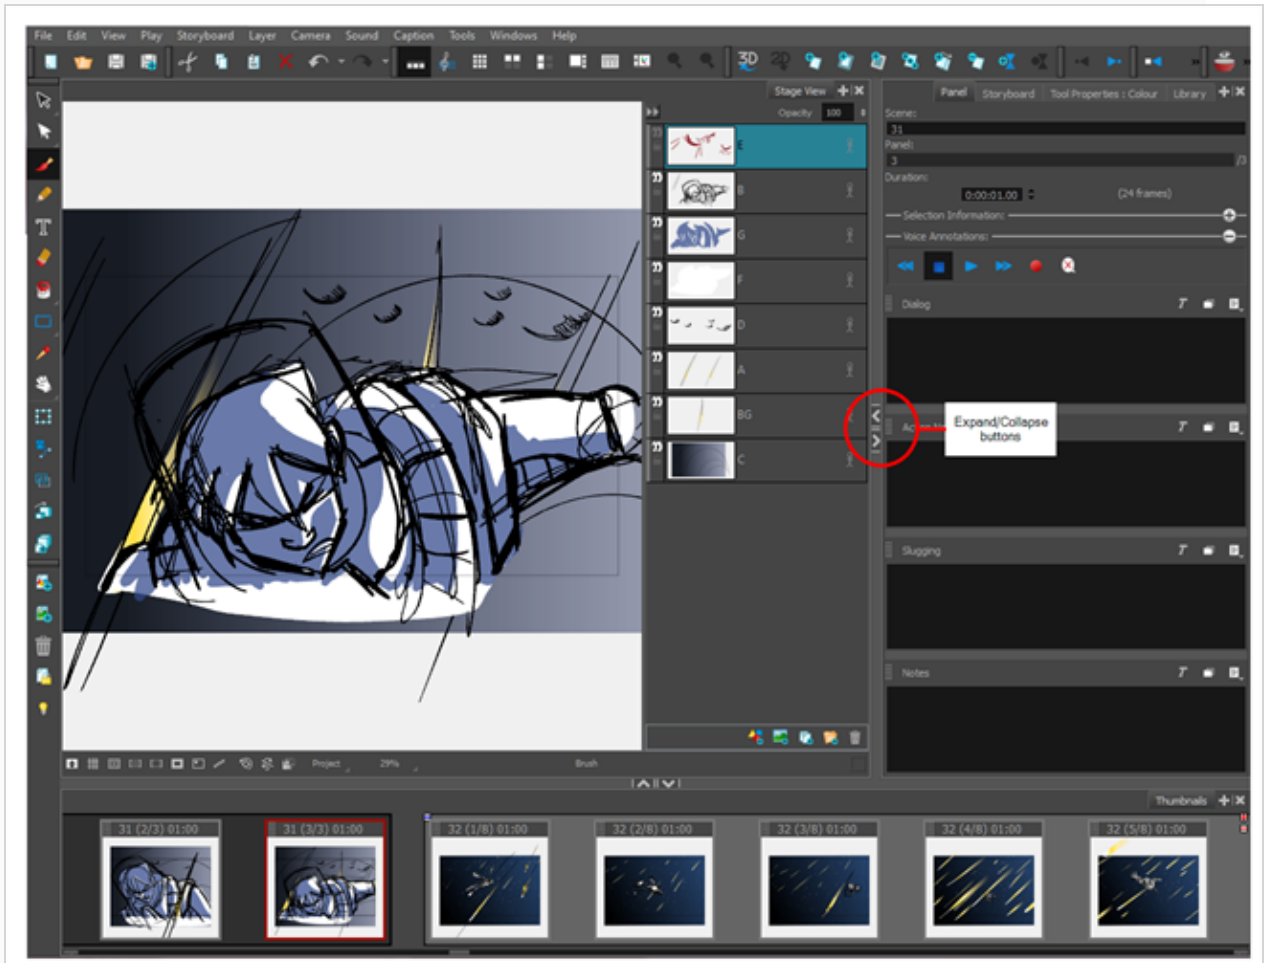 File Edit View Play Storyboard Layer Camera Sound Caption Tools Windows Help
3D 2D
Stage View
Panel Storyboard Tool Properties : Colour Library
Opacity 100
Scene:
31
Panel:
3 /3
Duration:
0:00:01.00 (24 frames)
Selection Information:
Voice Annotations:
E
B
G
F
D
A
BG
C
Dialog
Expand/Collapse
buttons
Slugging
Notes
Project 29% Brush
Thumbnails
31 (2/3) 01:00 31 (3/3) 01:00 32 (1/8) 01:00 32 (2/8) 01:00 32 (3/8) 01:00 32 (4/8) 01:00 32 (5/8) 01:00